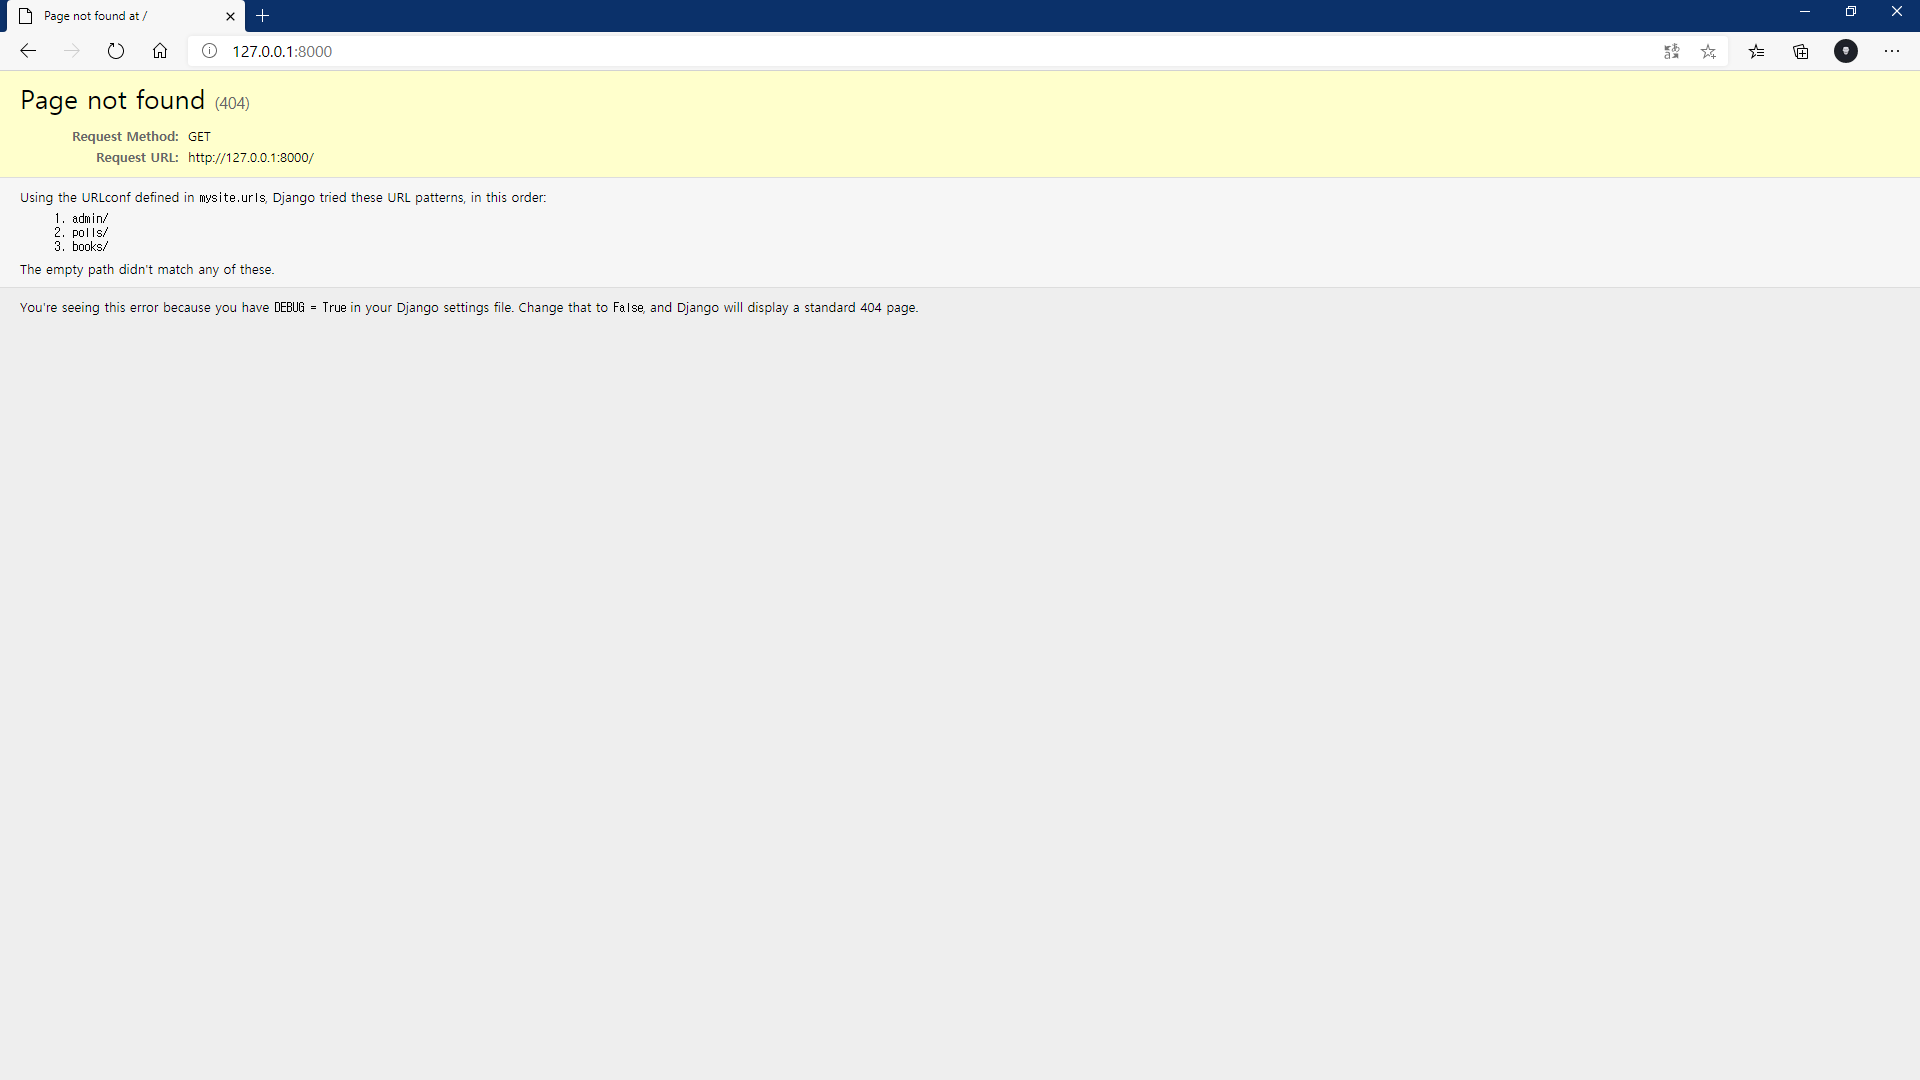 Page not found at /
127.0.0.1:8000
Page not found (404)
Request Method: GET
Request URL: http://127.0.0.1:8000/
Using the URLconf defined in mysite.urls, Django tried these URL patterns, in this order:
1. admin/
2. polls/
3. books/
The empty path didn't match any of these.
You're seeing this error because you have DEBUG = True in your Django settings file. Change that to False, and Django will display a standard 404 page.